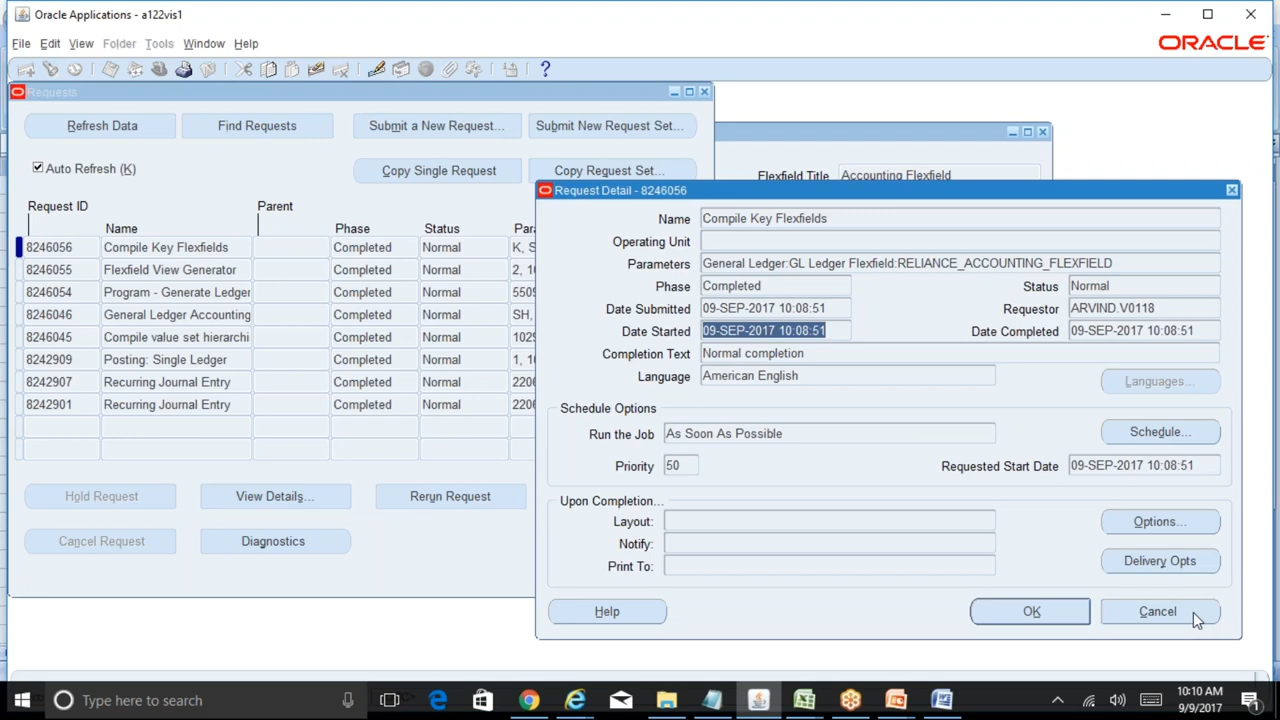 Oracle Applications - a122vis1
File Edit View Folder Tools Window Help
ORACLE
Requests
Refresh Data Find Requests Submit a New Request... Submit New Request Set...
Auto Refresh (K) Copy Single Request Copy Request Set...
Flexfield Title Accounting Flexfield
Request ID Parent
Name Phase Status
8246056 Compile Key Flexfields Completed Normal K, S
8246055 Flexfield View Generator Completed Normal 2, 10
8246054 Program - Generate Ledger Completed Normal 5509
8246046 General Ledger Accounting Completed Normal SH,
8246045 Compile value set hierarchi Completed Normal 1029
8242909 Posting: Single Ledger Completed Normal 1, 10
8242907 Recurring Journal Entry Completed Normal 2206
8242901 Recurring Journal Entry Completed Normal 2206
Hold Request View Details... Rerun Request
Cancel Request Diagnostics
Request Detail - 8246056
Name Compile Key Flexfields
Operating Unit
Parameters General Ledger:GL Ledger Flexfield:RELIANCE_ACCOUNTING_FLEXFIELD
Phase Completed Status Normal
Date Submitted 09-SEP-2017 10:08:51 Requestor ARVIND.V0118
Date Started 09-SEP-2017 10:08:51 Date Completed 09-SEP-2017 10:08:51
Completion Text Normal completion
Language American English Languages...
Schedule Options
Run the Job As Soon As Possible Schedule...
Priority 50 Requested Start Date 09-SEP-2017 10:08:51
Upon Completion...
Layout: Options...
Notify:
Print To: Delivery Opts
Help OK Cancel
Type here to search
10:10 AM
9/9/2017